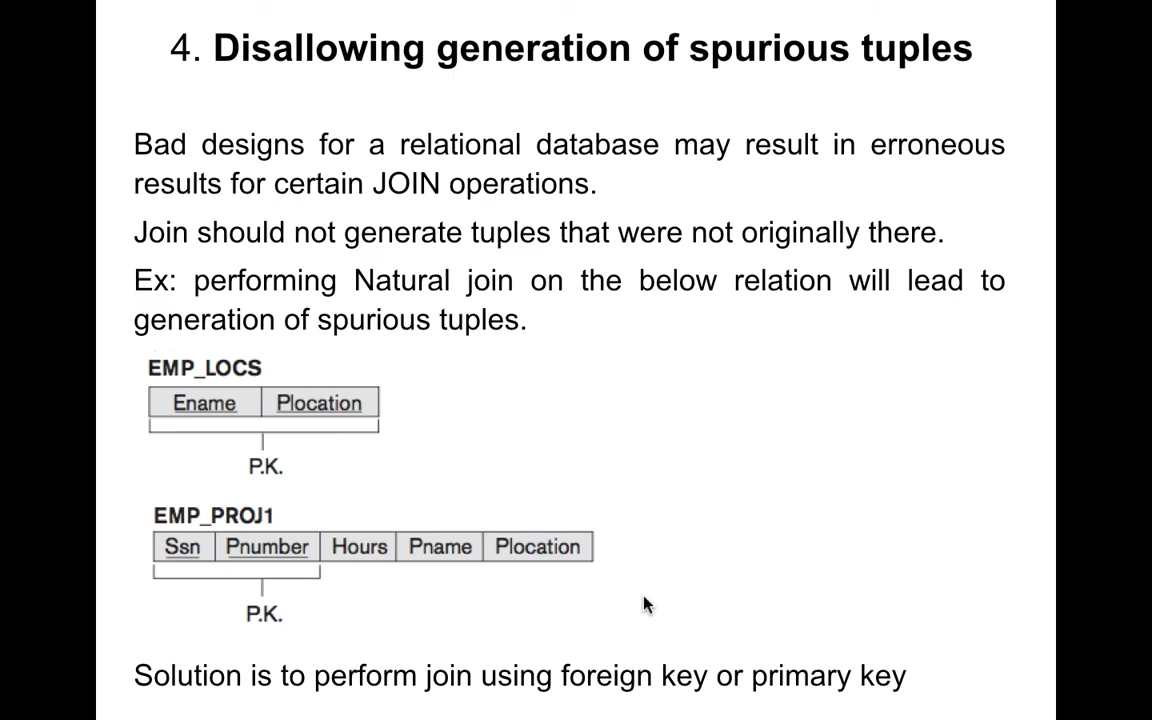 4. Disallowing generation of spurious tuples
Bad designs for a relational database may result in erroneous
results for certain JOIN operations.
Join should not generate tuples that were not originally there.
Ex: performing Natural join on the below relation will lead to
generation of spurious tuples.
EMP_LOCS
Ename Plocation
P.K.
EMP_PROJ1
Ssn Pnumber Hours Pname Plocation
P.K.
Solution is to perform join using foreign key or primary key